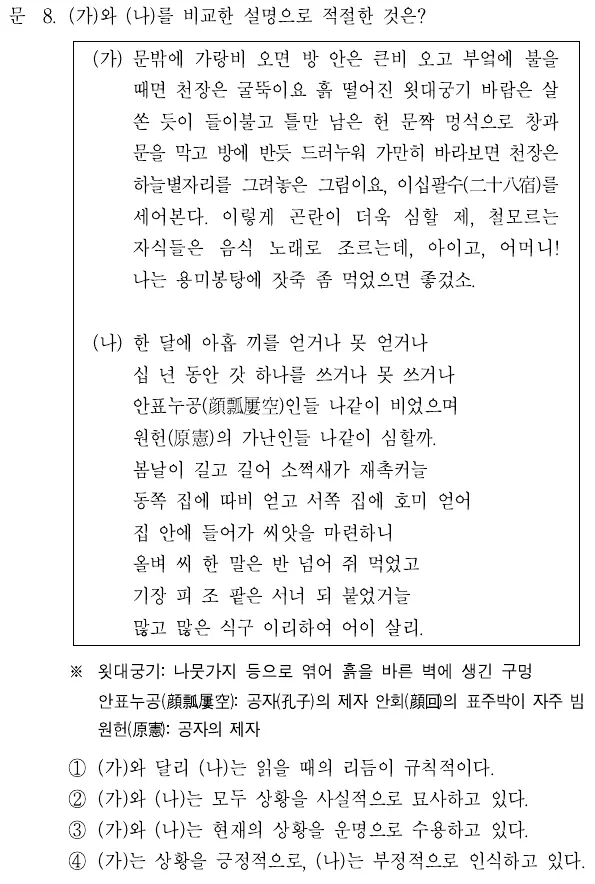 문 8. (가)와 (나)를 비교한 설명으로 적절한 것은?
(가) 문밖에 가랑비 오면 방 안은 큰비 오고 부엌에 불을
때면 천장은 굴뚝이요 흙 떨어진 욋대궁기 바람은 살
쏜 듯이 들이불고 틀만 남은 헌 문짝 멍석으로 창과
문을 막고 방에 반듯 드러누워 가만히 바라보면 천장은
하늘별자리를 그려놓은 그림이요, 이십팔수(二十八宿)를
세어본다. 이렇게 곤란이 더욱 심할 제, 철모르는
자식들은 음식 노래로 조르는데, 아이고, 어머니!
나는 용미봉탕에 잣죽 좀 먹었으면 좋겄소.
(나) 한 달에 아홉 끼를 얻거나 못 얻거나
십 년 동안 갓 하나를 쓰거나 못 쓰거나
안표누공(顔瓢屢空)인들 나같이 비었으며
원헌(原憲)의 가난인들 나같이 심할까.
봄날이 길고 길어 소쩍새가 재촉커늘
동쪽 집에 따비 얻고 서쪽 집에 호미 얻어
집 안에 들어가 씨앗을 마련하니
올벼 씨 한 말은 반 넘어 쥐 먹었고
기장 피 조 팥은 서너 되 붙었거늘
많고 많은 식구 이리하여 어이 살리.
※ 욋대궁기: 나뭇가지 등으로 엮어 흙을 바른 벽에 생긴 구멍
안표누공(顔瓢屢空): 공자(孔子)의 제자 안회(顔回)의 표주박이 자주 빔
원헌(原憲): 공자의 제자
① (가)와 달리 (나)는 읽을 때의 리듬이 규칙적이다.
② (가)와 (나)는 모두 상황을 사실적으로 묘사하고 있다.
③ (가)와 (나)는 현재의 상황을 운명으로 수용하고 있다.
④ (가)는 상황을 긍정적으로, (나)는 부정적으로 인식하고 있다.